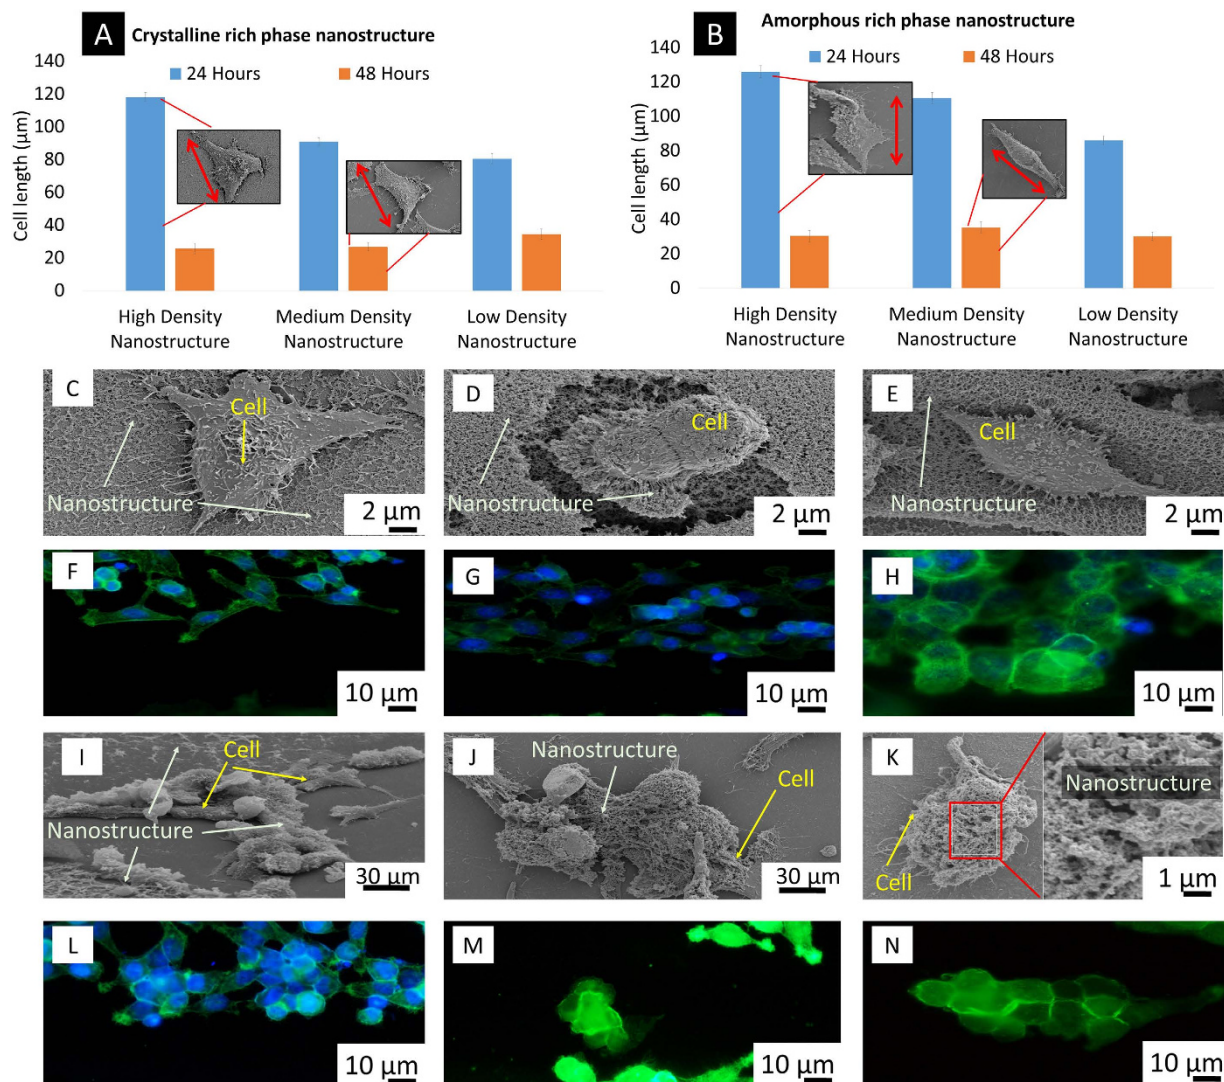 A
Crystalline rich phase nanostructure
24 Hours
48 Hours
Cell length (µm)
140
120
100
80
60
40
20
0
High Density
Nanostructure
Medium Density
Nanostructure
Low Density
Nanostructure
B
Amorphous rich phase nanostructure
24 Hours
48 Hours
Cell length (µm)
140
120
100
80
60
40
20
0
High Density
Nanostructure
Medium Density
Nanostructure
Low Density
Nanostructure
C
Cell
Nanostructure
2 µm
D
Cell
Nanostructure
2 µm
E
Cell
Nanostructure
2 µm
F
10 µm
G
10 µm
H
10 µm
I
Cell
Nanostructure
30 µm
J
Nanostructure
Cell
30 µm
K
Nanostructure
Cell
1 µm
L
10 µm
M
10 µm
N
10 µm